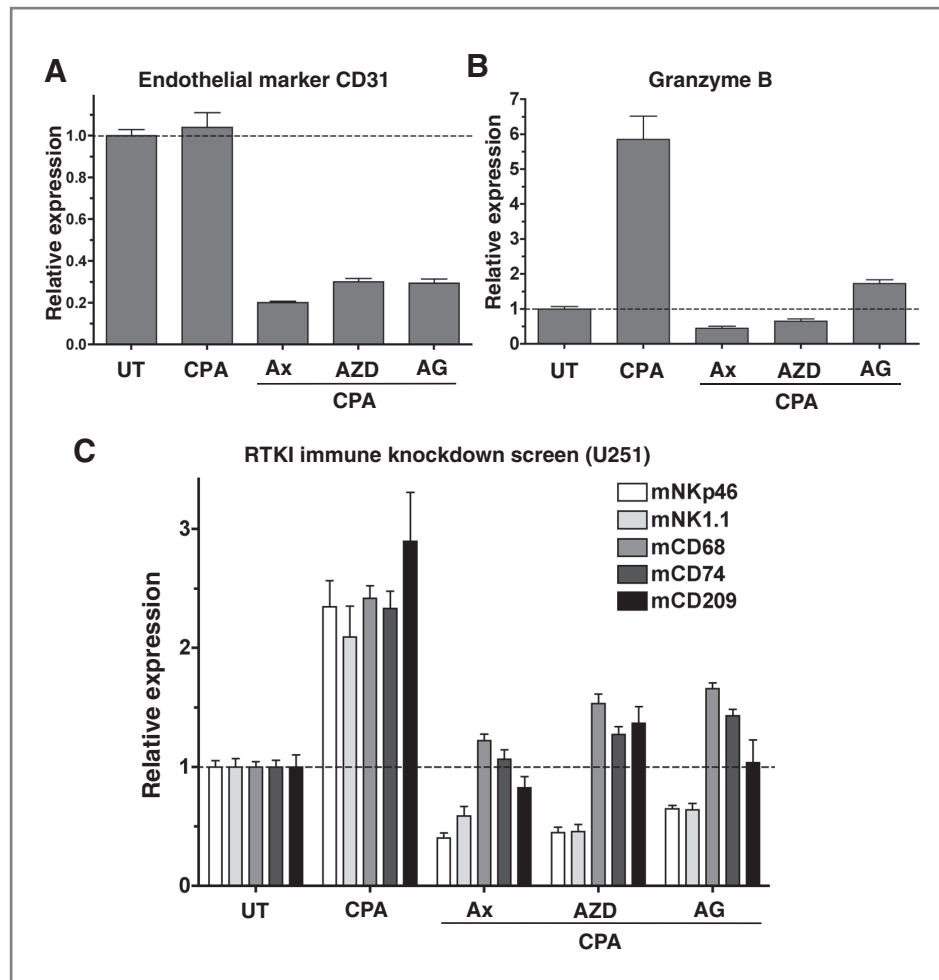 A
Endothelial marker CD31
Relative expression
1.0
0.8
0.6
0.4
0.2
0.0
UT CPA Ax AZD AG
CPA
B
Granzyme B
Relative expression
7
6
5
4
3
2
1
0
UT CPA Ax AZD AG
CPA
C
RTKI immune knockdown screen (U251)
mNKp46
mNK1.1
mCD68
mCD74
mCD209
Relative expression
3
2
1
0
UT CPA Ax AZD AG
CPA